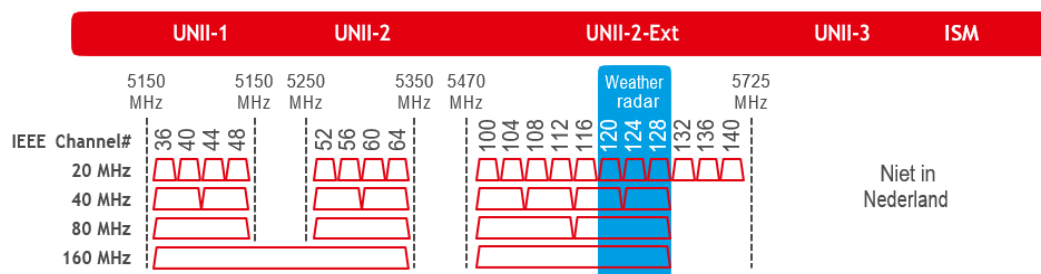 UNII-1 UNII-2 UNII-2-Ext UNII-3 ISM
5150 MHz 5150 MHz 5250 MHz 5350 MHz 5470 MHz Weather radar 5725 MHz
IEEE Channel# 36 40 44 48 52 56 60 64 100 104 108 112 116 120 124 128 132 136 140
20 MHz
40 MHz
80 MHz
160 MHz
Niet in
Nederland